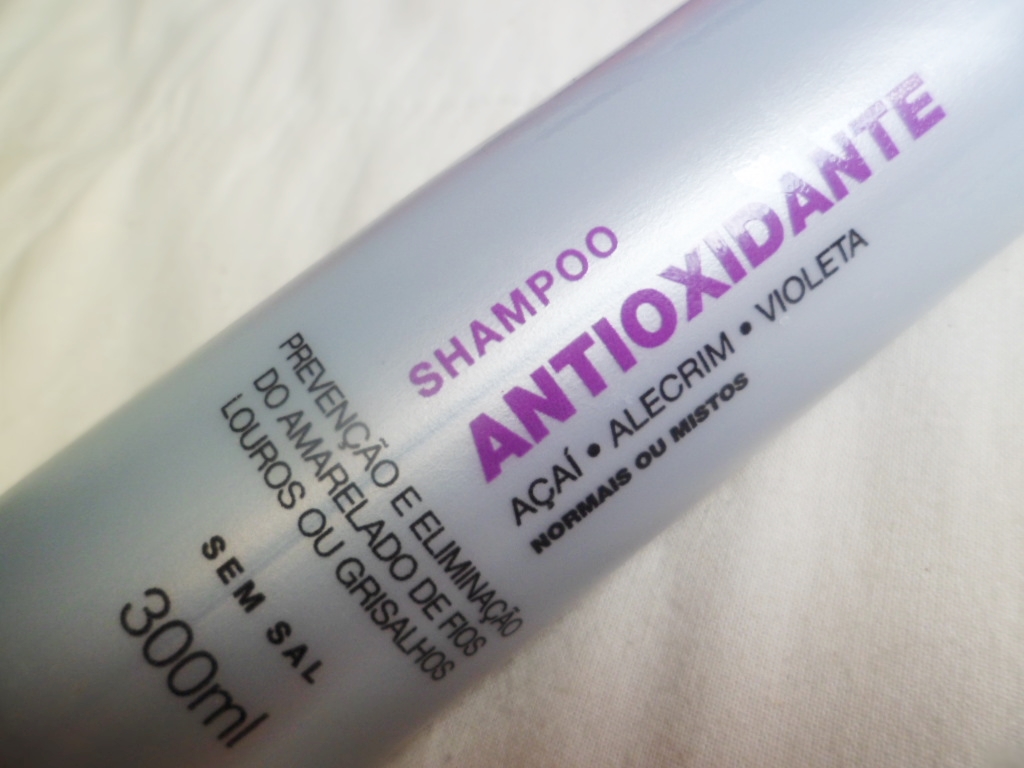 SHAMPOO
ANTIOXIDANTE
AÇAÍ • ALECRIM • VIOLETA
NORMAIS OU MISTOS
PREVENÇÃO E ELIMINAÇÃO
DO AMARELADO DE FIOS
LOUROS OU GRISALHOS
SEM SAL
300ml